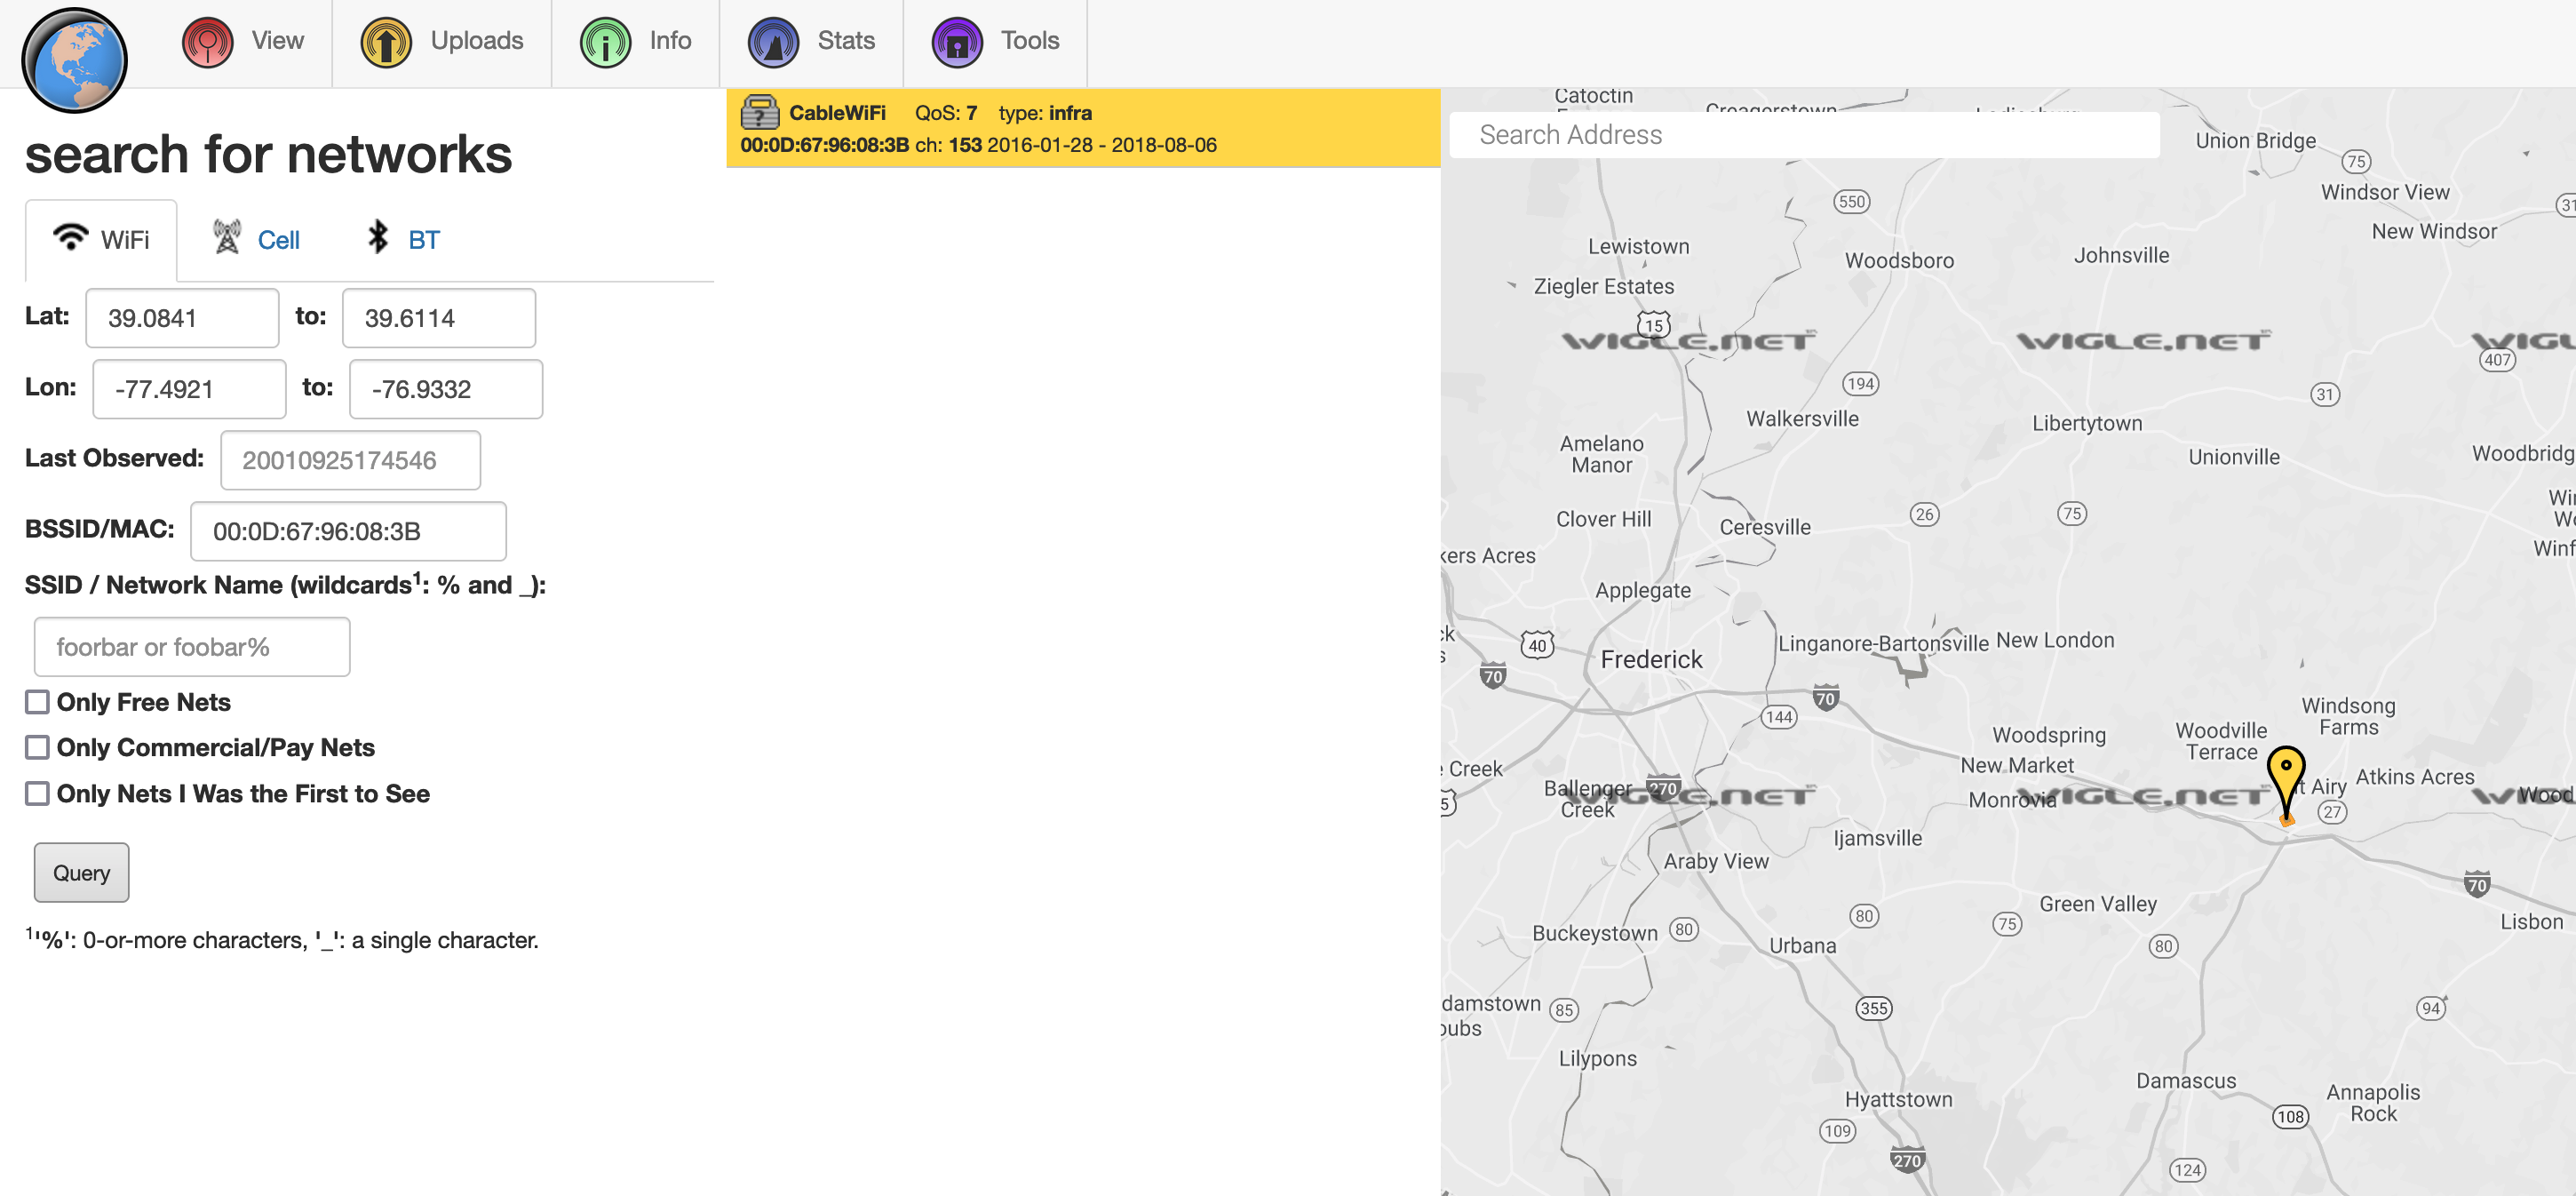 View
Uploads
Info
Stats
Tools
search for networks
WiFi
Cell
BT
Lat: 39.0841 to: 39.6114
Lon: -77.4921 to: -76.9332
Last Observed: 20010925174546
BSSID/MAC: 00:0D:67:96:08:3B
SSID / Network Name (wildcards1: % and _):
foorbar or foobar%
Only Free Nets
Only Commercial/Pay Nets
Only Nets I Was the First to See
Query
1'%': 0-or-more characters, '_': a single character.
? CableWiFi QoS: 7 type: infra
00:0D:67:96:08:3B ch: 153 2016-01-28 - 2018-08-06
Catoctin
Search Address
Union Bridge
75
Windsor View
550
31
New Windsor
Lewistown
Woodsboro
Johnsville
Ziegler Estates
15
WIGLE.NET
WIGLE.NET
WIGL
407
194
31
Walkersville
Libertytown
Amelano
Manor
Unionville
Woodbridg
Clover Hill
Ceresville
26
75
Winf
kers Acres
Applegate
40
Linganore-Bartonsville
New London
Frederick
70
70
144
Windsong
Farms
Woodspring
Woodville
Terrace
New Market
Creek
Ballenger
Creek
270
WIGLE.NET
Monrovia
WIGLE.NET
t Airy
Atkins Acres
27
Wood
5
Ijamsville
Araby View
70
Green Valley
Lisbon
Buckeystown
80
80
75
80
Urbana
damstown
85
355
94
Lilypons
Damascus
Annapolis
Rock
Hyattstown
108
109
270
124